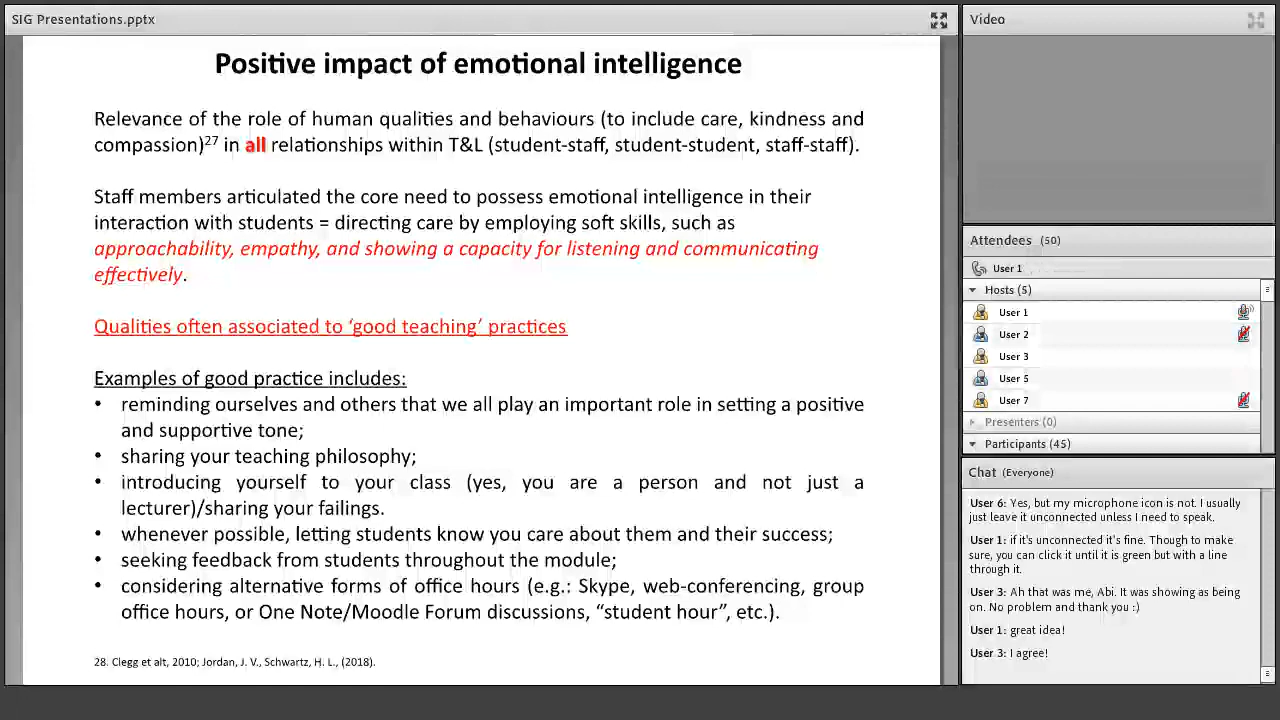 SIG Presentations.pptx
Positive impact of emotional intelligence
Relevance of the role of human qualities and behaviours (to include care, kindness and
compassion)27 in all relationships within T&L (student-staff, student-student, staff-staff).
Staff members articulated the core need to possess emotional intelligence in their
interaction with students = directing care by employing soft skills, such as
approachability, empathy, and showing a capacity for listening and communicating
effectively.
Qualities often associated to ‘good teaching’ practices
Examples of good practice includes:
• reminding ourselves and others that we all play an important role in setting a positive
and supportive tone;
• sharing your teaching philosophy;
• introducing yourself to your class (yes, you are a person and not just a
lecturer)/sharing your failings.
• whenever possible, letting students know you care about them and their success;
• seeking feedback from students throughout the module;
• considering alternative forms of office hours (e.g.: Skype, web-conferencing, group
office hours, or One Note/Moodle Forum discussions, “student hour”, etc.).
28. Clegg et alt, 2010; Jordan, J. V., Schwartz, H. L., (2018).
Video
Attendees (50)
User 1
Hosts (5)
User 1
User 2
User 3
User 5
User 7
Presenters (0)
Participants (45)
Chat (Everyone)
User 6: Yes, but my microphone icon is not. I usually
just leave it unconnected unless I need to speak.
User 1: if it's unconnected it's fine. Though to make
sure, you can click it until it is green but with a line
through it.
User 3: Ah that was me, Abi. It was showing as being
on. No problem and thank you :)
User 1: great idea!
User 3: I agree!